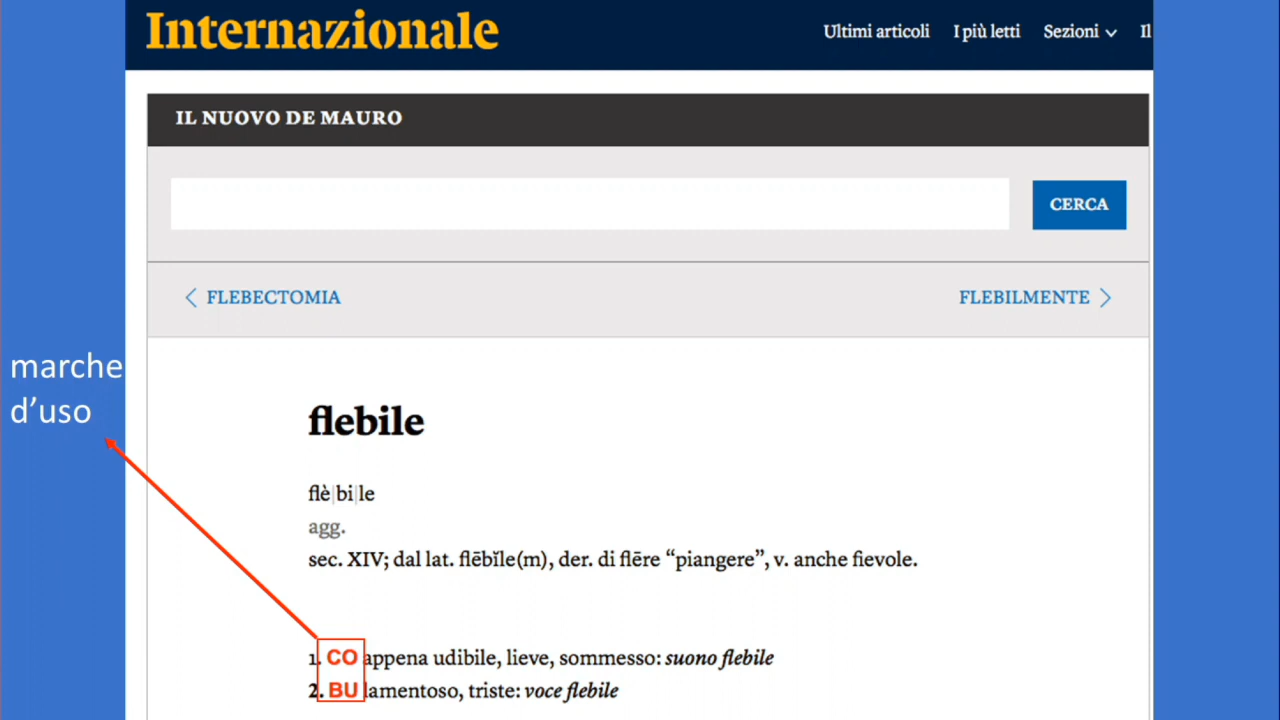 Internazionale
Ultimi articoli I più letti Sezioni Il
IL NUOVO DE MAURO
CERCA
FLEBECTOMIA FLEBILMENTE
marche
d’uso
flebile
flè|bi|le
agg.
sec. XIV; dal lat. flēbĭle(m), der. di flēre “piangere”, v. anche fievole.
1. CO appena udibile, lieve, sommesso: suono flebile
2. BU lamentoso, triste: voce flebile